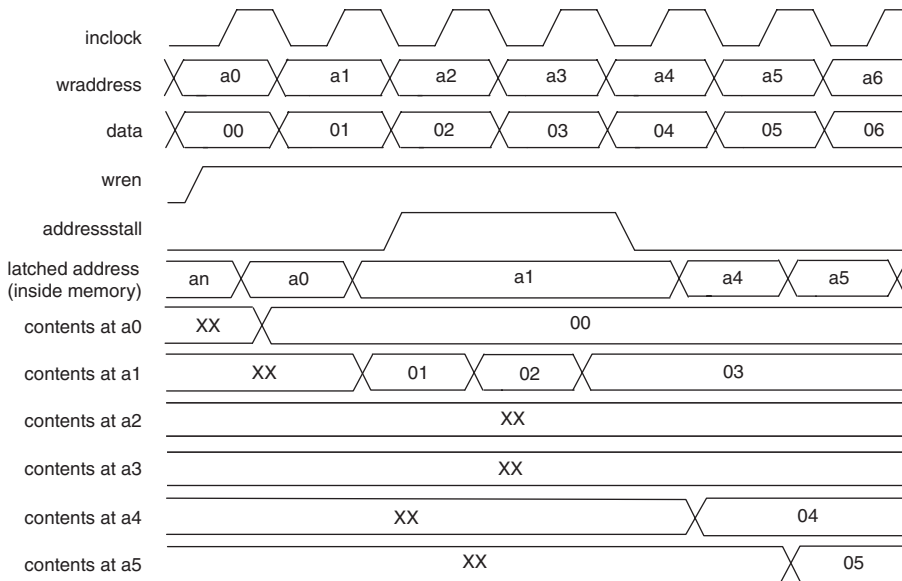 inclock
wraddress a0 a1 a2 a3 a4 a5 a6
data 00 01 02 03 04 05 06
wren
addressstall
latched address
(inside memory) an a0 a1 a4 a5
contents at a0 XX 00
contents at a1 XX 01 02 03
contents at a2 XX
contents at a3 XX
contents at a4 XX 04
contents at a5 XX 05